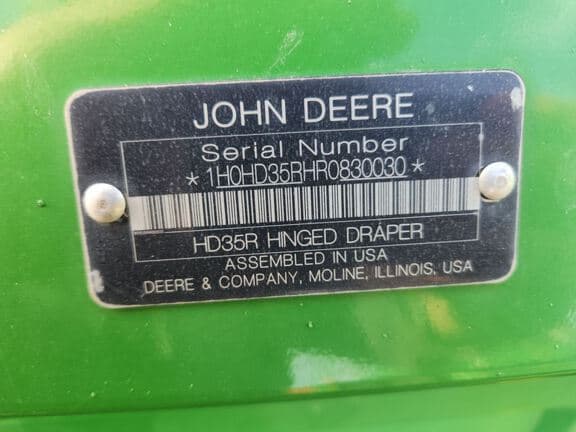 JOHN DEERE
Serial Number
*1H0HD35RHR0830030*
HD35R HINGED DRAPER
ASSEMBLED IN USA
DEERE & COMPANY, MOLINE, ILLINOIS, USA